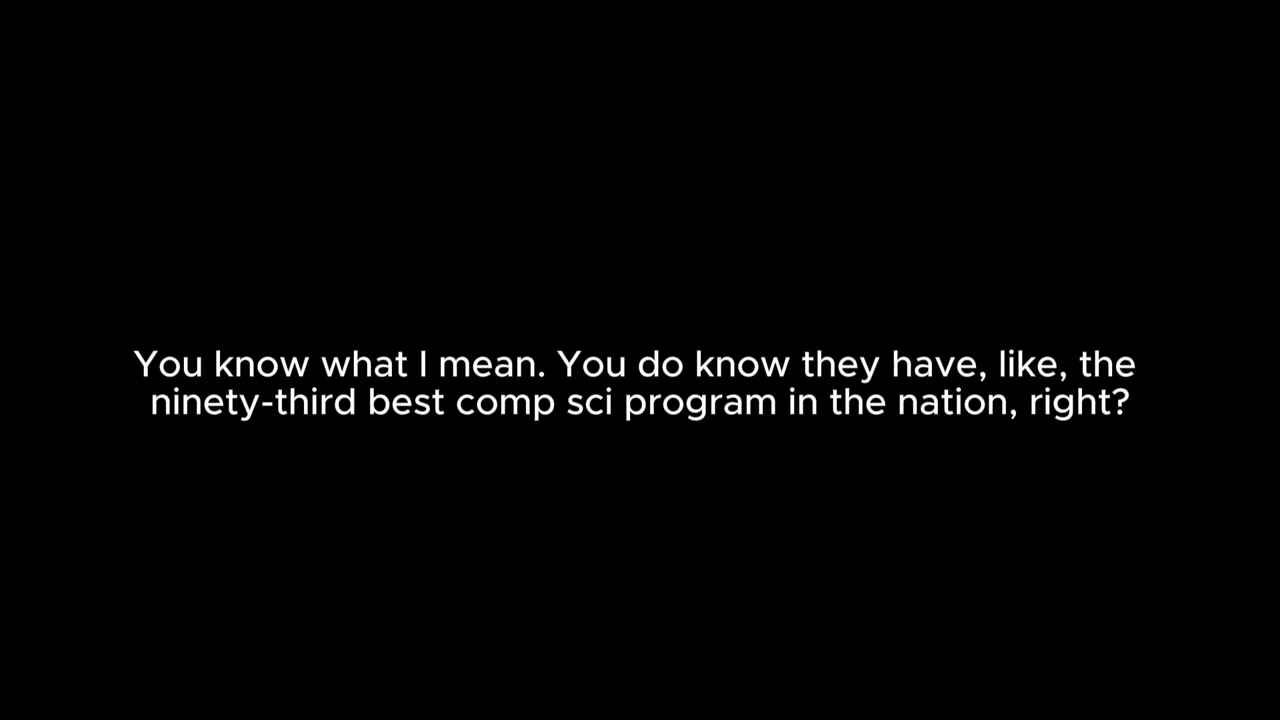 You know what I mean. You do know they have, like, the
ninety-third best comp sci program in the nation, right?